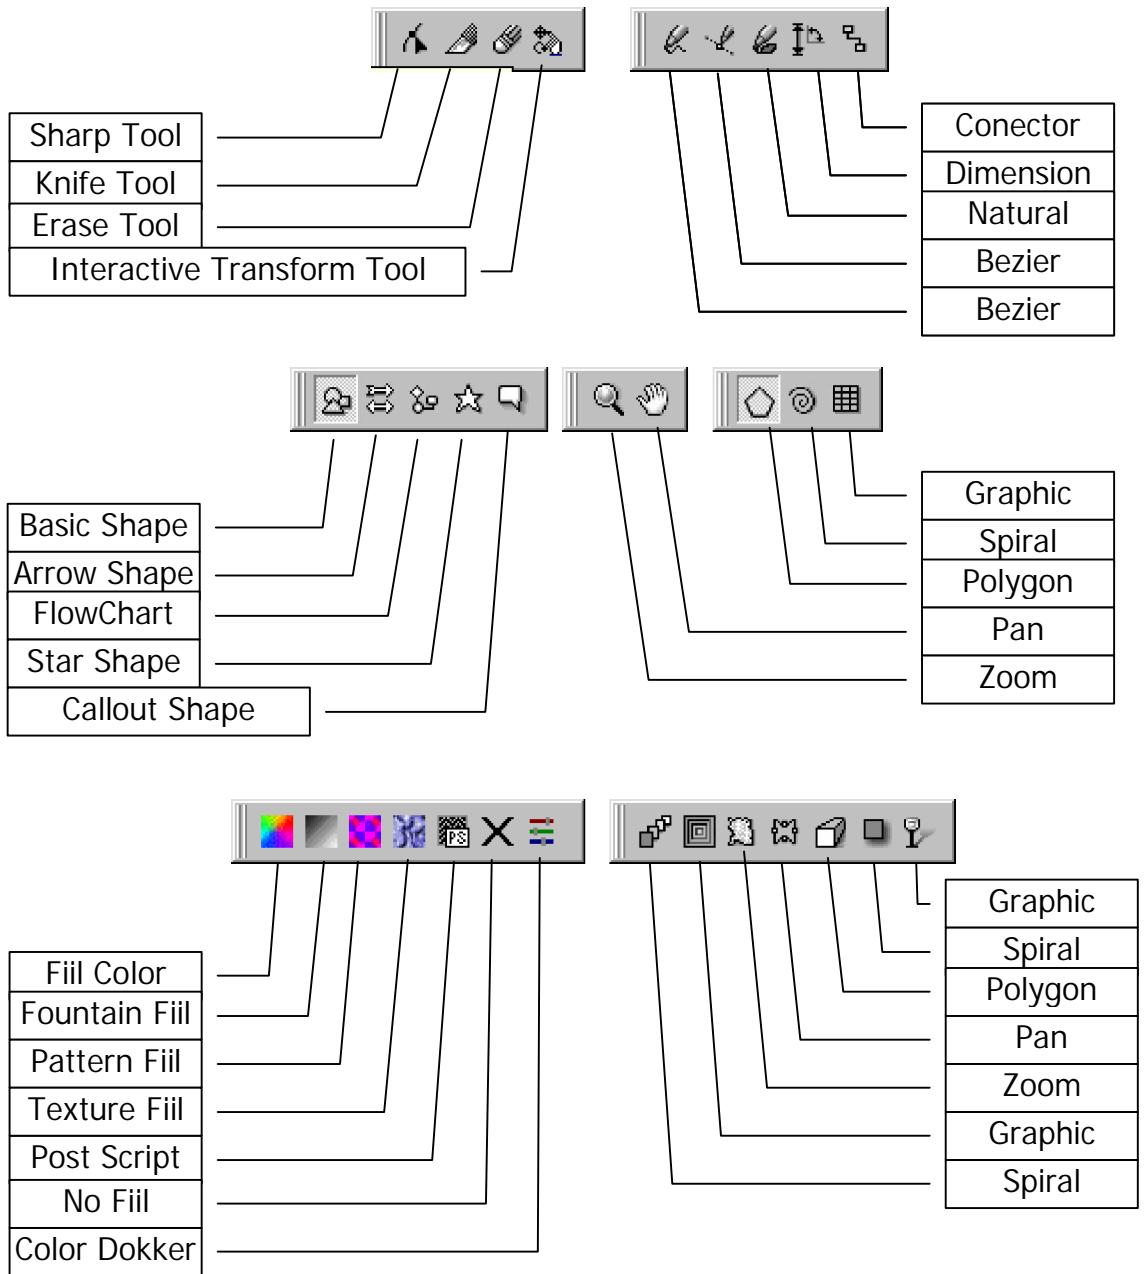 Sharp Tool
Knife Tool
Erase Tool
Interactive Transform Tool
Conector
Dimension
Natural
Bezier
Bezier
Basic Shape
Arrow Shape
FlowChart
Star Shape
Callout Shape
Graphic
Spiral
Polygon
Pan
Zoom
PS
Fiil Color
Fountain Fiil
Pattern Fiil
Texture Fiil
Post Script
No Fiil
Color Dokker
Graphic
Spiral
Polygon
Pan
Zoom
Graphic
Spiral